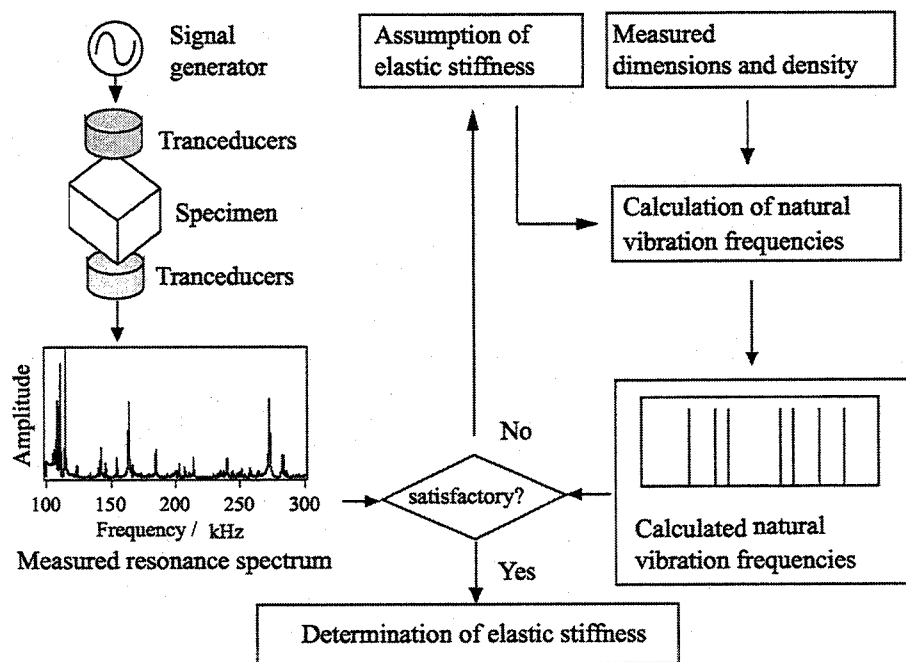 Signal
generator
Tranceducers
Specimen
Tranceducers
Amplitude
100 150 200 250 300
Frequency / kHz
Measured resonance spectrum
Assumption of
elastic stiffness
Measured
dimensions and density
Calculation of natural
vibration frequencies
Calculated natural
vibration frequencies
No
satisfactory?
Yes
Determination of elastic stiffness